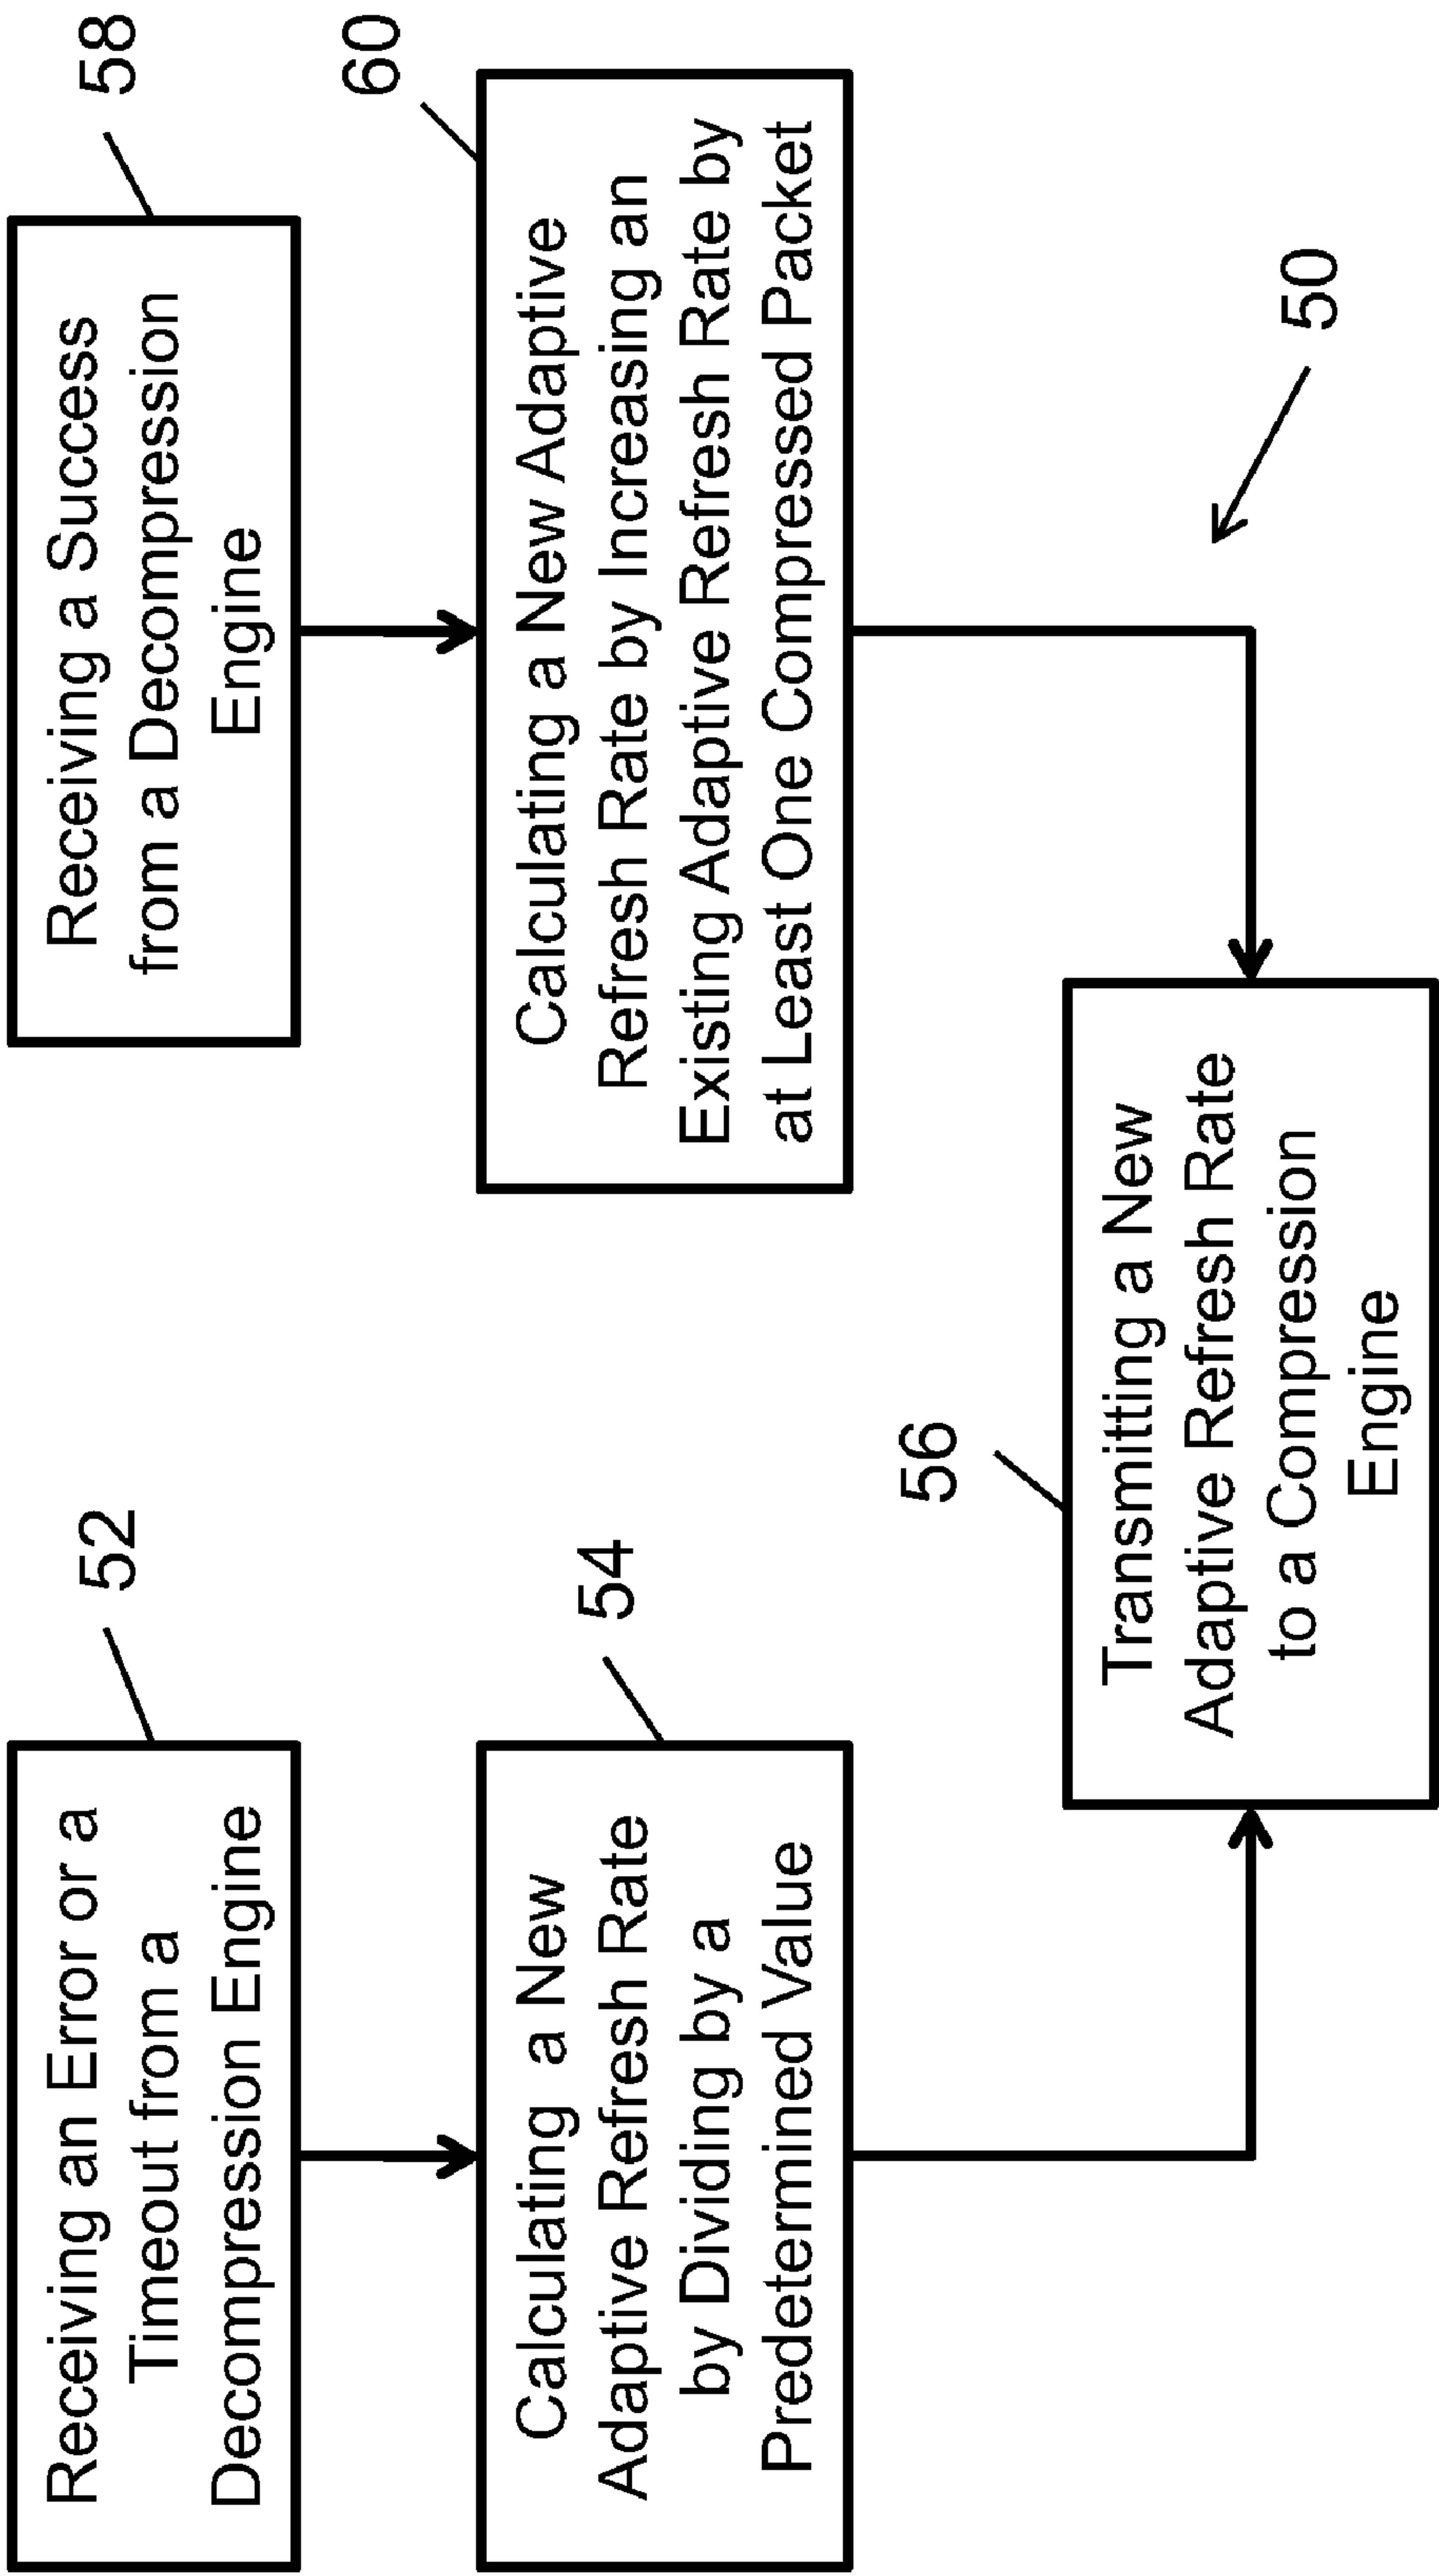 Receiving an Error or a
Timeout from a
Decompression Engine
52
Calculating a New
Adaptive Refresh Rate
by Dividing by a
Predetermined Value
54
Receiving a Success
from a Decompression
Engine
58
Calculating a New Adaptive
Refresh Rate by Increasing an
Existing Adaptive Refresh Rate by
at Least One Compressed Packet
60
Transmitting a New
Adaptive Refresh Rate
to a Compression
Engine
56
50